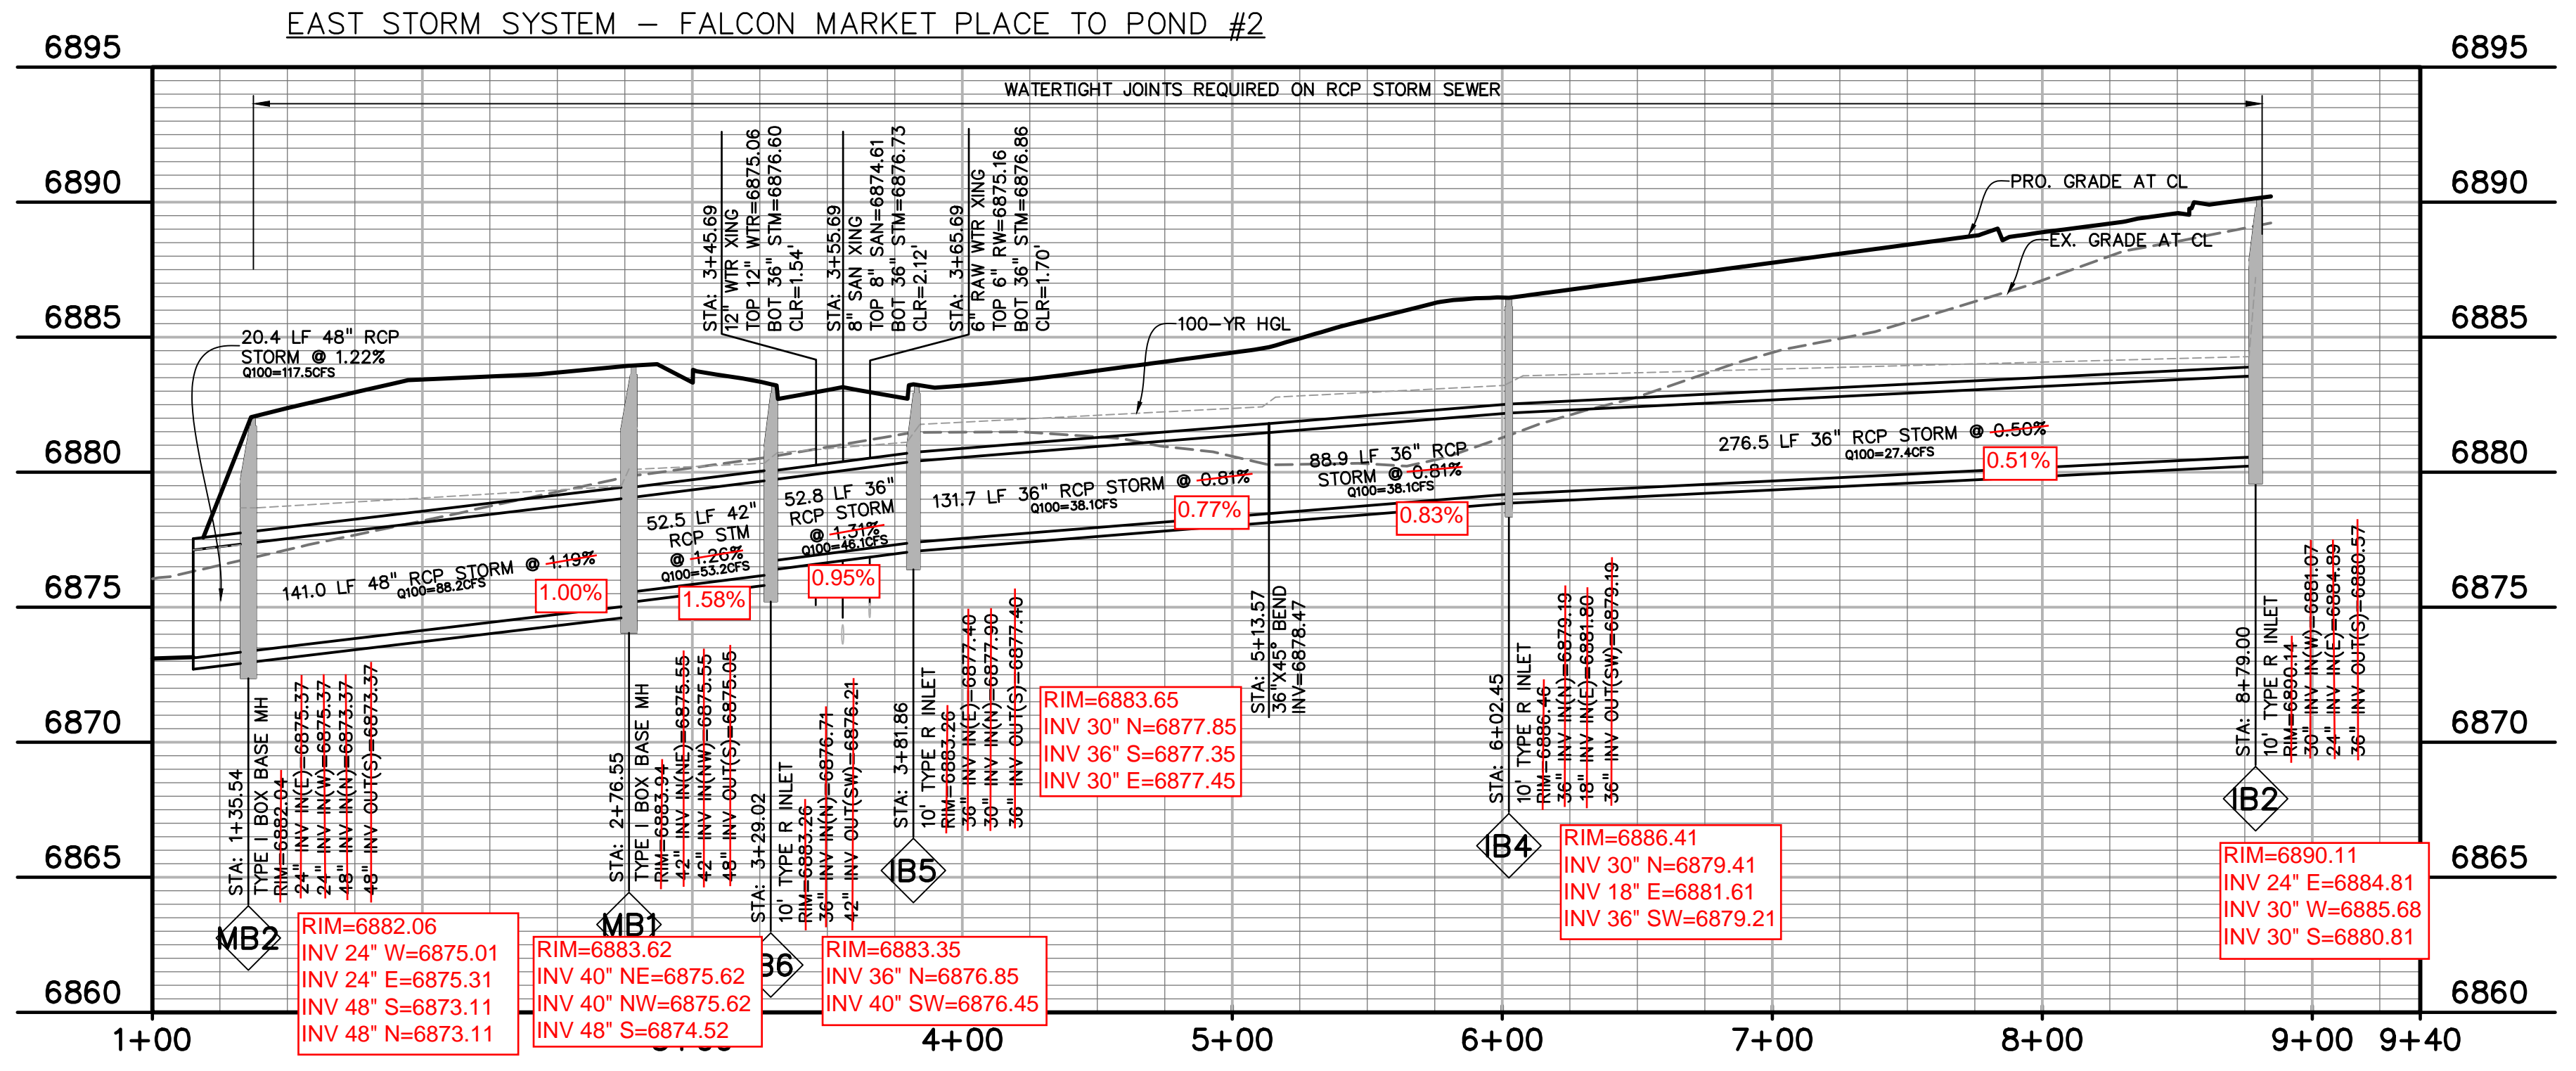 EAST STORM SYSTEM – FALCON MARKET PLACE TO POND #2
6895
6895
WATERTIGHT JOINTS REQUIRED ON RCP STORM SEWER
6890
6890
6885
6885
6880
6880
6875
6875
6870
6870
6865
6865
6860
6860
STA: 3+45.69
12" WTR XING
TOP 12" WTR=6875.06
BOT 36" STM=6876.60
CLR=1.54'
STA: 3+55.69
8" SAN XING
TOP 8" SAN=6874.61
BOT 36" STM=6876.73
CLR=2.12'
STA: 3+65.69
6" RAW WTR XING
TOP 6" RW=6875.16
BOT 36" STM=6876.86
CLR=1.70'
PRO. GRADE AT CL
EX. GRADE AT CL
100-YR HGL
20.4 LF 48" RCP
STORM @ 1.22%
Q100=117.5CFS
141.0 LF 48" RCP STORM @ 1.19%
Q100=88.2CFS
1.00%
52.5 LF 42"
RCP STM
@ 1.26%
Q100=53.2CFS
1.58%
52.8 LF 36"
RCP STORM
@ 1.31%
Q100=46.1CFS
0.95%
131.7 LF 36" RCP STORM @ 0.81%
Q100=38.1CFS
0.77%
88.9 LF 36" RCP
STORM @ 0.81%
Q100=38.1CFS
0.83%
276.5 LF 36" RCP STORM @ 0.50%
Q100=27.4CFS
0.51%
STA: 1+35.54
TYPE I BOX BASE MH
RIM=6882.04
24" INV IN(E)=6875.37
24" INV IN(W)=6875.37
48" INV IN(N)=6873.37
48" INV OUT(S)=6873.37
MB2
RIM=6882.06
INV 24" W=6875.01
INV 24" E=6875.31
INV 48" S=6873.11
INV 48" N=6873.11
STA: 2+76.55
TYPE I BOX BASE MH
RIM=6883.94
42" INV IN(NE)=6875.55
42" INV IN(NW)=6875.55
48" INV OUT(S)=6875.05
MB1
RIM=6883.62
INV 40" NE=6875.62
INV 40" NW=6875.62
INV 48" S=6874.52
STA: 3+29.02
10' TYPE R INLET
RIM=6883.26
36" INV IN(N)=6876.71
42" INV OUT(SW)=6876.21
RIM=6883.35
INV 36" N=6876.85
INV 40" SW=6876.45
STA: 3+81.86
10' TYPE R INLET
RIM=6883.26
36" INV IN(E)=6877.40
30" INV IN(N)=6877.90
36" INV OUT(S)=6877.40
IB5
RIM=6883.65
INV 30" N=6877.85
INV 36" S=6877.35
INV 30" E=6877.45
STA: 5+13.57
36"X45° BEND
INV=6878.47
STA: 6+02.45
10' TYPE R INLET
RIM=6886.46
36" INV IN(N)=6879.19
18" INV IN(E)=6881.80
36" INV OUT(SW)=6879.19
IB4
RIM=6886.41
INV 30" N=6879.41
INV 18" E=6881.61
INV 36" SW=6879.21
STA: 8+79.00
10' TYPE R INLET
RIM=6890.14
30" INV IN(W)=6881.07
24" INV IN(E)=6884.89
36" INV OUT(S)=6880.57
IB2
RIM=6890.11
INV 24" E=6884.81
INV 30" W=6885.68
INV 30" S=6880.81
1+00
4+00
5+00
6+00
7+00
8+00
9+00
9+40